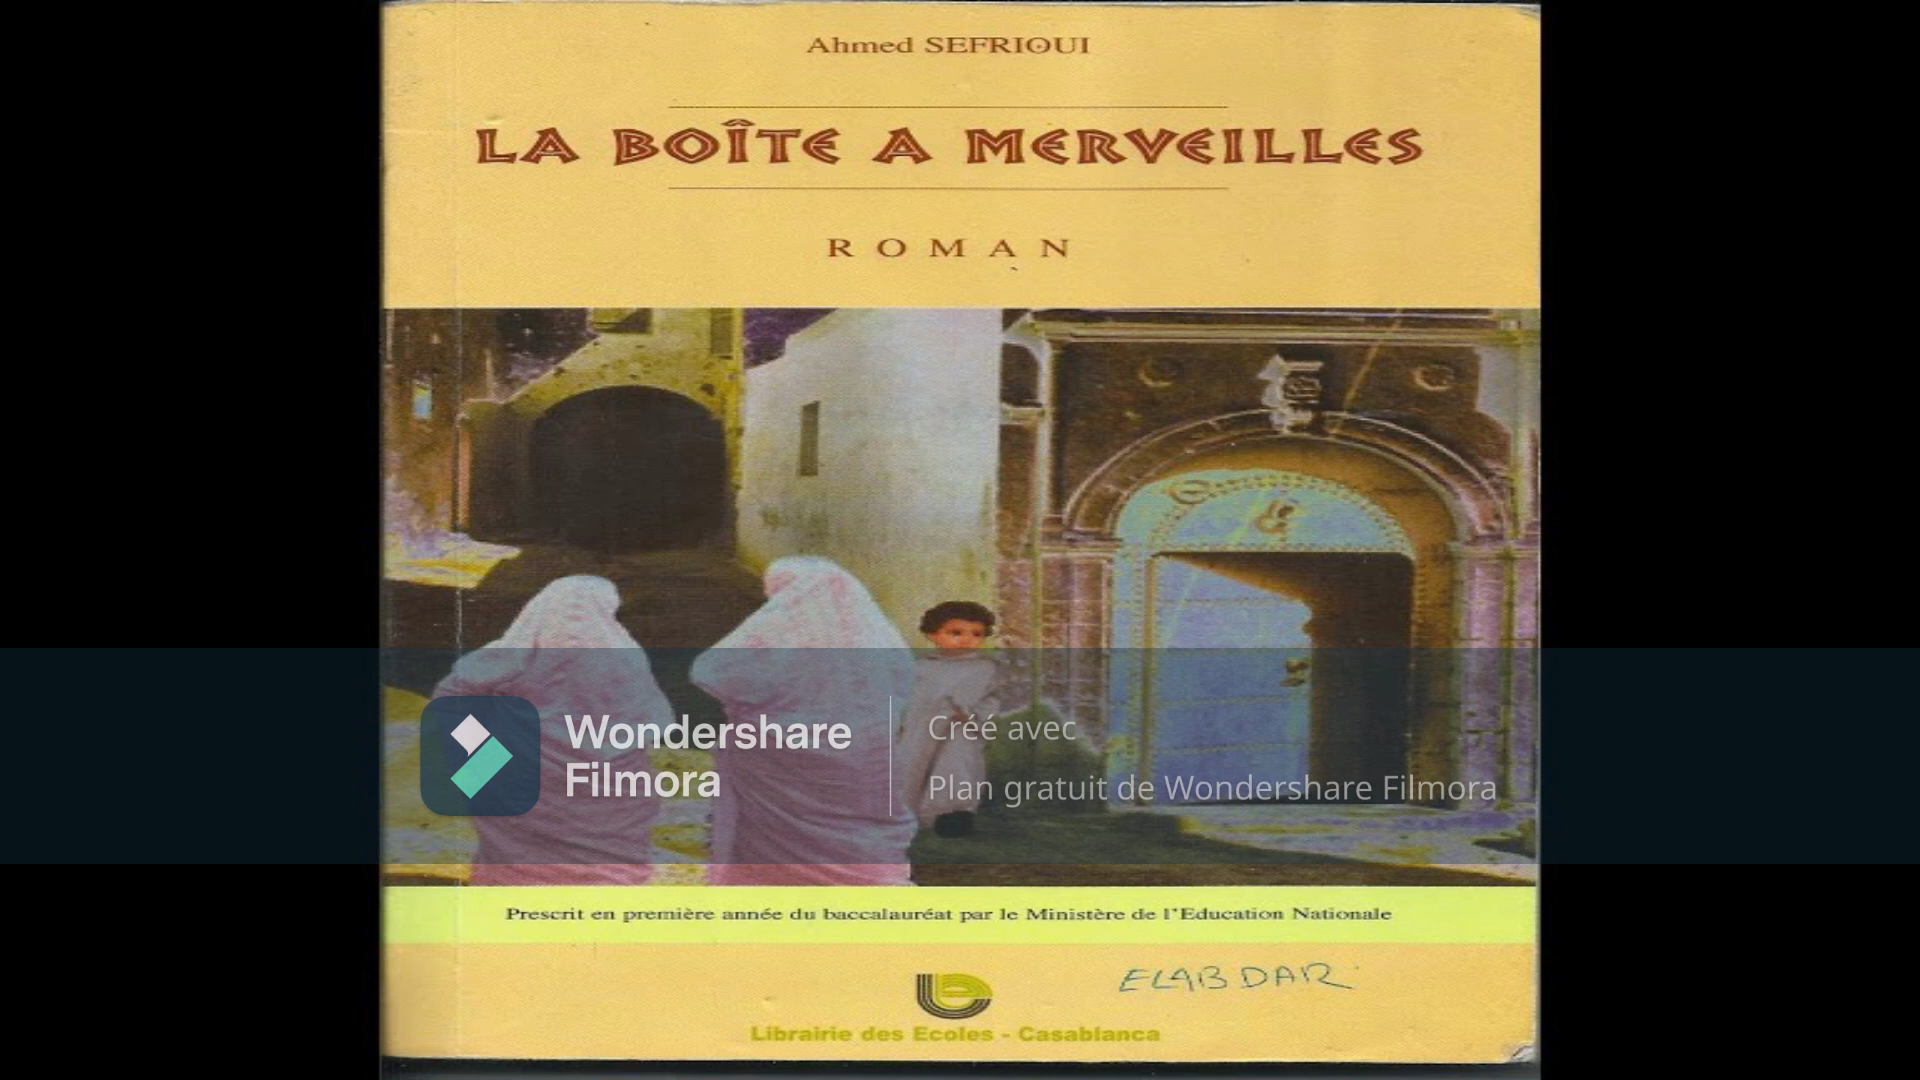 Ahmed SEFRIOUI
LA BOÎTE A MERVEILLES
ROMAN
Wondershare
Filmora
Créé avec
Plan gratuit de Wondershare Filmora
Prescrit en première année du baccalauréat par le Ministère de l'Education Nationale
ELABDAR
Librairie des Ecoles - Casablanca